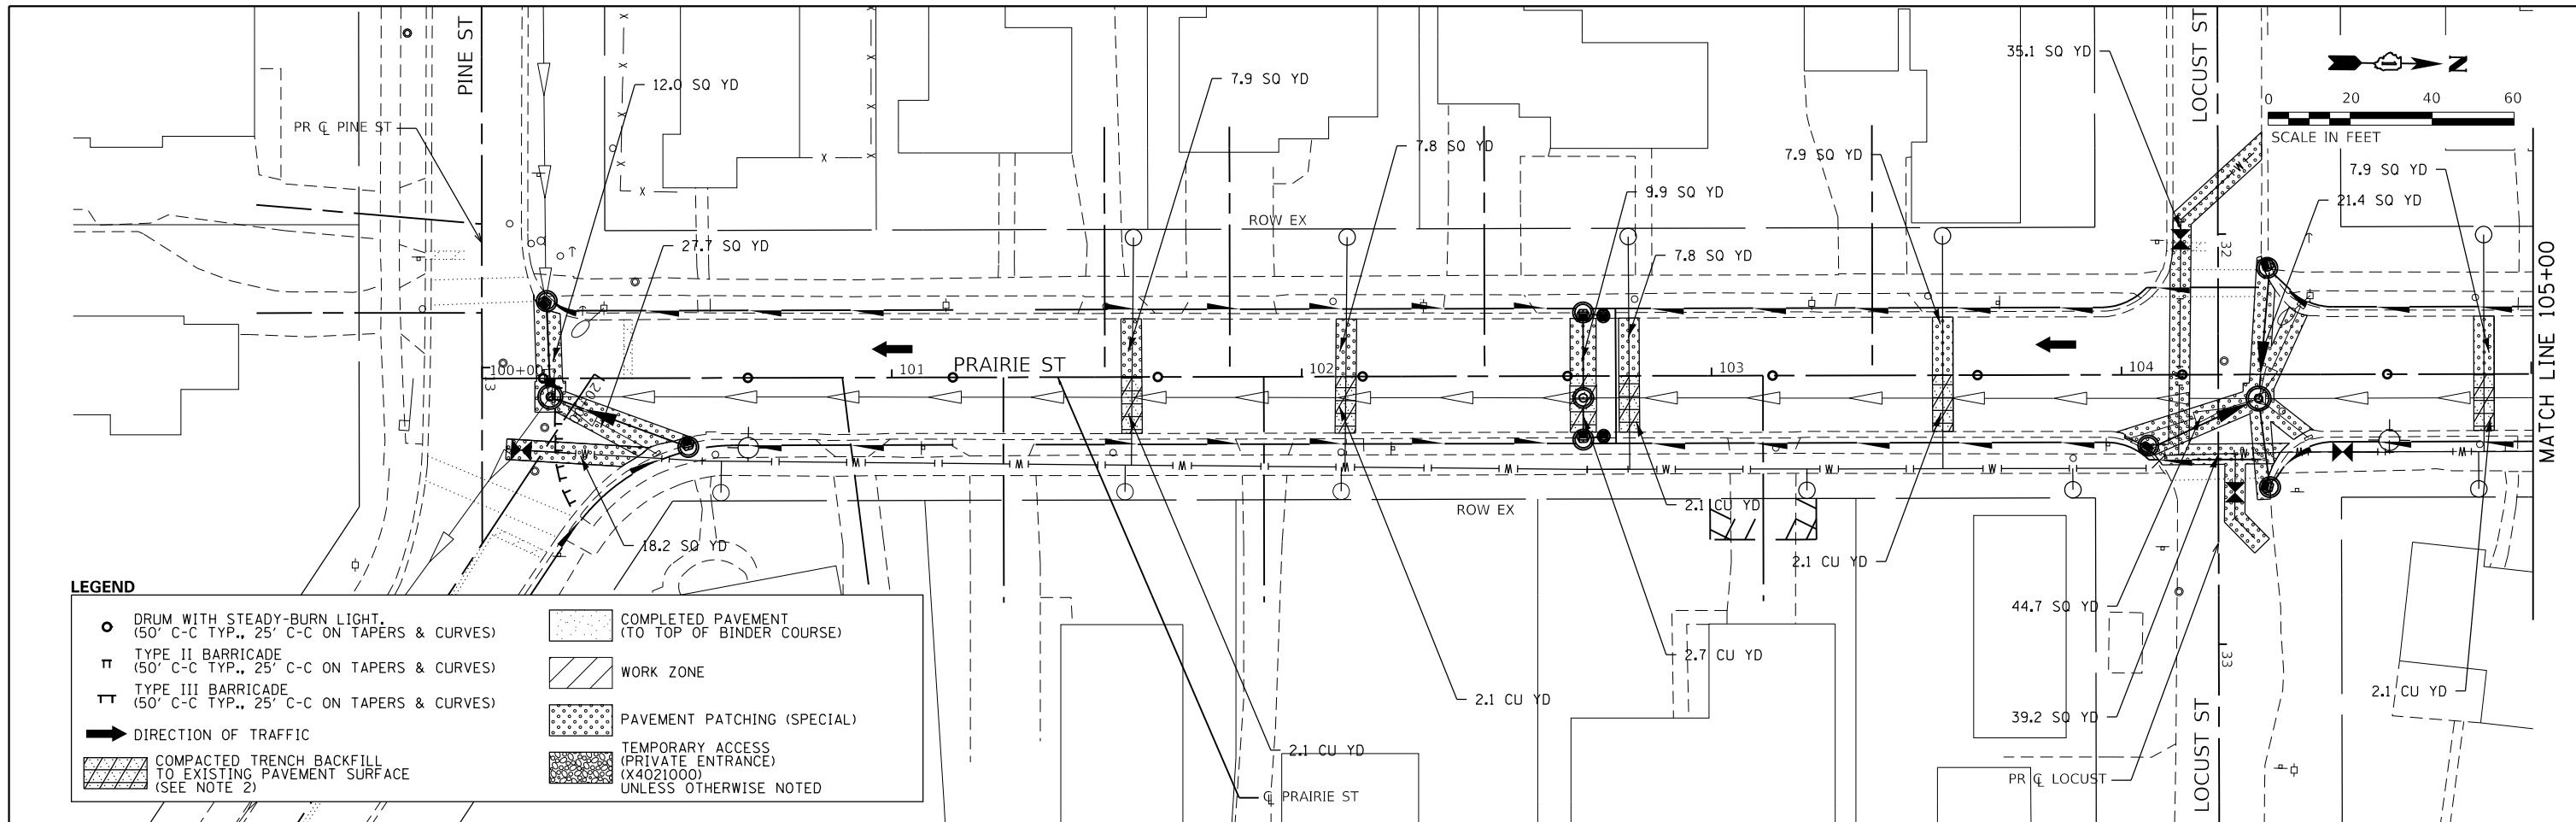 PINE ST
PR ℄ PINE ST
12.0 SQ YD
27.7 SQ YD
7.9 SQ YD
7.8 SQ YD
ROW EX
9.9 SQ YD
7.8 SQ YD
7.9 SQ YD
35.1 SQ YD
LOCUST ST
N
0 20 40 60
SCALE IN FEET
7.9 SQ YD
21.4 SQ YD
32
MATCH LINE 105+00
100+00
13
PRAIRIE ST
101
102
103
104
18.2 SQ YD
ROW EX
2.1 CU YD
2.1 CU YD
2.7 CU YD
2.1 CU YD
2.1 CU YD
44.7 SQ YD
39.2 SQ YD
33
2.1 CU YD
PR ℄ LOCUST
LOCUST ST
℄ PRAIRIE ST
LEGEND
DRUM WITH STEADY-BURN LIGHT.
(50' C-C TYP., 25' C-C ON TAPERS & CURVES)
TYPE II BARRICADE
(50' C-C TYP., 25' C-C ON TAPERS & CURVES)
TYPE III BARRICADE
(50' C-C TYP., 25' C-C ON TAPERS & CURVES)
DIRECTION OF TRAFFIC
COMPACTED TRENCH BACKFILL
TO EXISTING PAVEMENT SURFACE
(SEE NOTE 2)
COMPLETED PAVEMENT
(TO TOP OF BINDER COURSE)
WORK ZONE
PAVEMENT PATCHING (SPECIAL)
TEMPORARY ACCESS
(PRIVATE ENTRANCE)
(X4021000)
UNLESS OTHERWISE NOTED